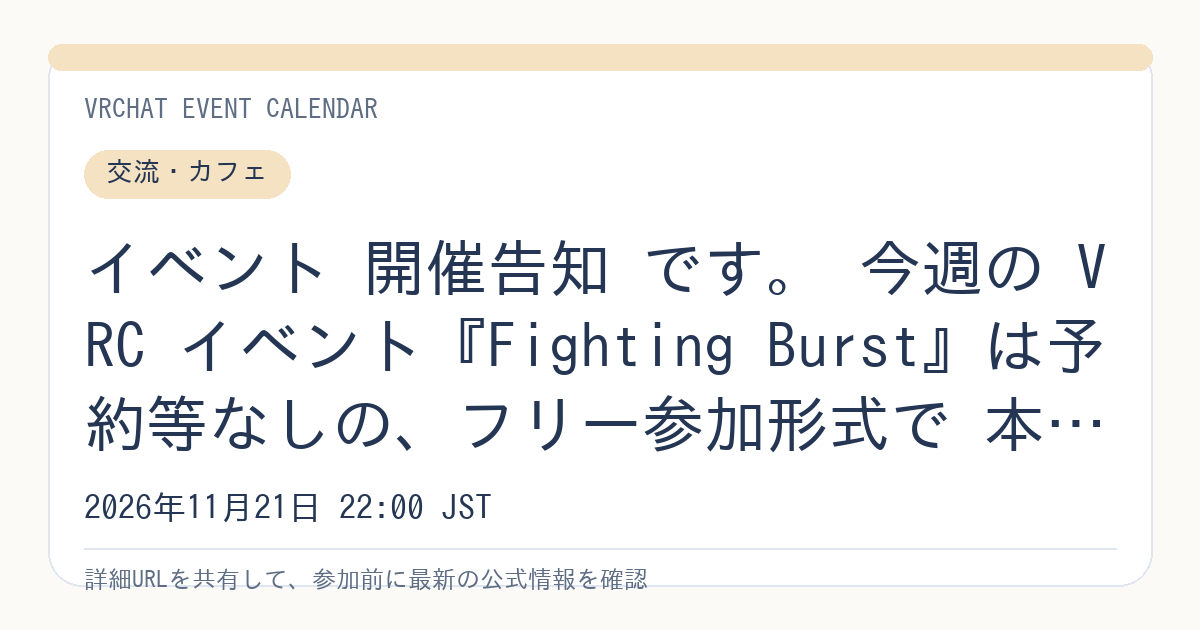 VRCHAT EVENT CALENDAR
交流・カフェ
イベント 開催告知 です。 今週の V
RC イベント『Fighting Burst』は予
約等なしの、フリー参加形式で 本…
2026年11月21日 22:00 JST
詳細URLを共有して、参加前に最新の公式情報を確認